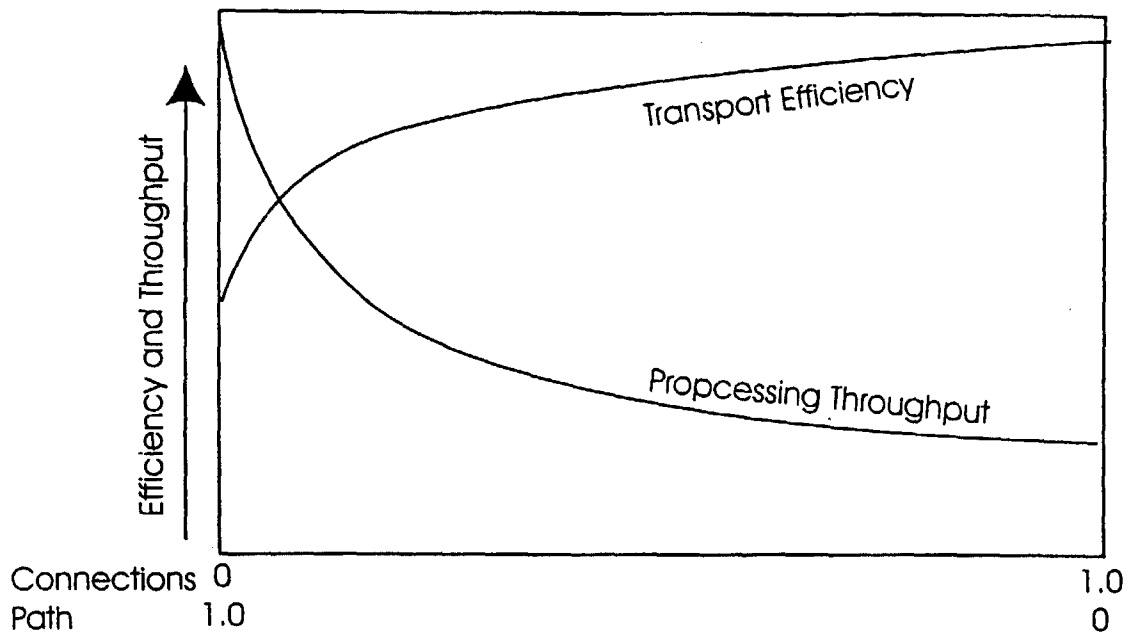 Efficiency and Throughput
Transport Efficiency
Propcessing Throughput
Connections 0 1.0
Path 1.0 0